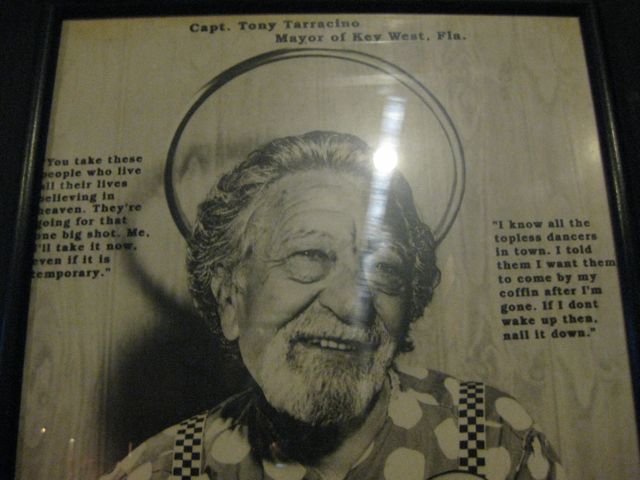 Capt. Tony Tarracino
Mayor of Key West, Fla.
"You take these
people who live
all their lives
believing in
heaven. They're
going for that
one big shot. Me,
I'll take it now,
even if it is
temporary."
"I know all the
topless dancers
in town. I told
them I want them
to come by my
coffin after I'm
gone. If I dont
wake up then,
nail it down."